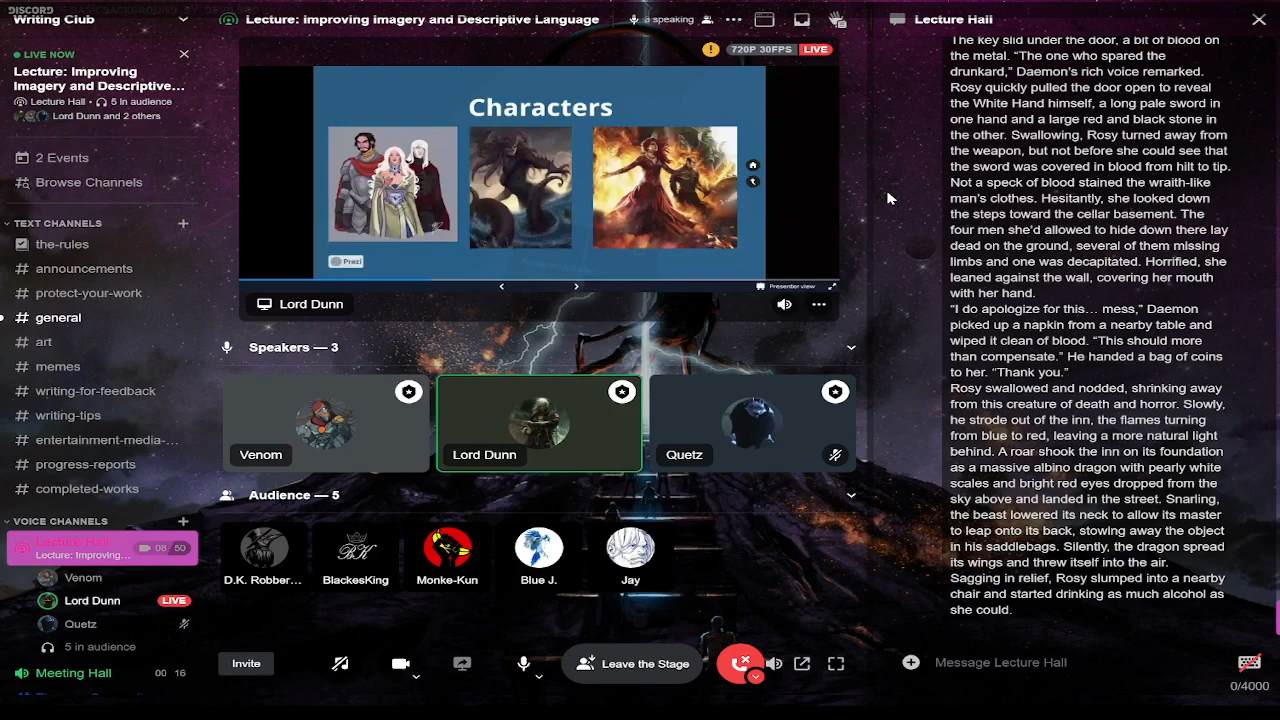 DISCORD
Writing Club
LIVE NOW
Lecture: Improving
Imagery and Descriptive...
Lecture Hall • 5 in audience
Lord Dunn and 2 others
2 Events
Browse Channels
TEXT CHANNELS
the-rules
announcements
protect-your-work
general
art
memes
writing-for-feedback
writing-tips
entertainment-media-...
progress-reports
completed-works
VOICE CHANNELS
Lecture Hall
Lecture: Improving...
08 50
Venom
Lord Dunn
LIVE
Quetz
5 in audience
Meeting Hall
00 16
Lecture: Improving Imagery and Descriptive Language
speaking
720P 30FPS
LIVE
Characters
Prezi
Presenter view
Lord Dunn
Speakers — 3
Venom
Lord Dunn
Quetz
Audience — 5
D.K. Robber...
BK
BlackesKing
Monke-Kun
Blue J.
Jay
Invite
Leave the Stage
Lecture Hall
The key slid under the door, a bit of blood on
the metal. “The one who spared the
drunkard,” Daemon's rich voice remarked.
Rosy quickly pulled the door open to reveal
the White Hand himself, a long pale sword in
one hand and a large red and black stone in
the other. Swallowing, Rosy turned away from
the weapon, but not before she could see that
the sword was covered in blood from hilt to tip.
Not a speck of blood stained the wraith-like
man's clothes. Hesitantly, she looked down
the steps toward the cellar basement. The
four men she'd allowed to hide down there lay
dead on the ground, several of them missing
limbs and one was decapitated. Horrified, she
leaned against the wall, covering her mouth
with her hand.
“I do apologize for this… mess,” Daemon
picked up a napkin from a nearby table and
wiped it clean of blood. “This should more
than compensate.” He handed a bag of coins
to her. “Thank you.”
Rosy swallowed and nodded, shrinking away
from this creature of death and horror. Slowly,
he strode out of the inn, the flames turning
from blue to red, leaving a more natural light
behind. A roar shook the inn on its foundation
as a massive albino dragon with pearly white
scales and bright red eyes dropped from the
sky above and landed in the street. Snarling,
the beast lowered its neck to allow its master
to leap onto its back, stowing away the object
in his saddlebags. Silently, the dragon spread
its wings and threw itself into the air.
Sagging in relief, Rosy slumped into a nearby
chair and started drinking as much alcohol as
she could.
Message Lecture Hall
0/4000